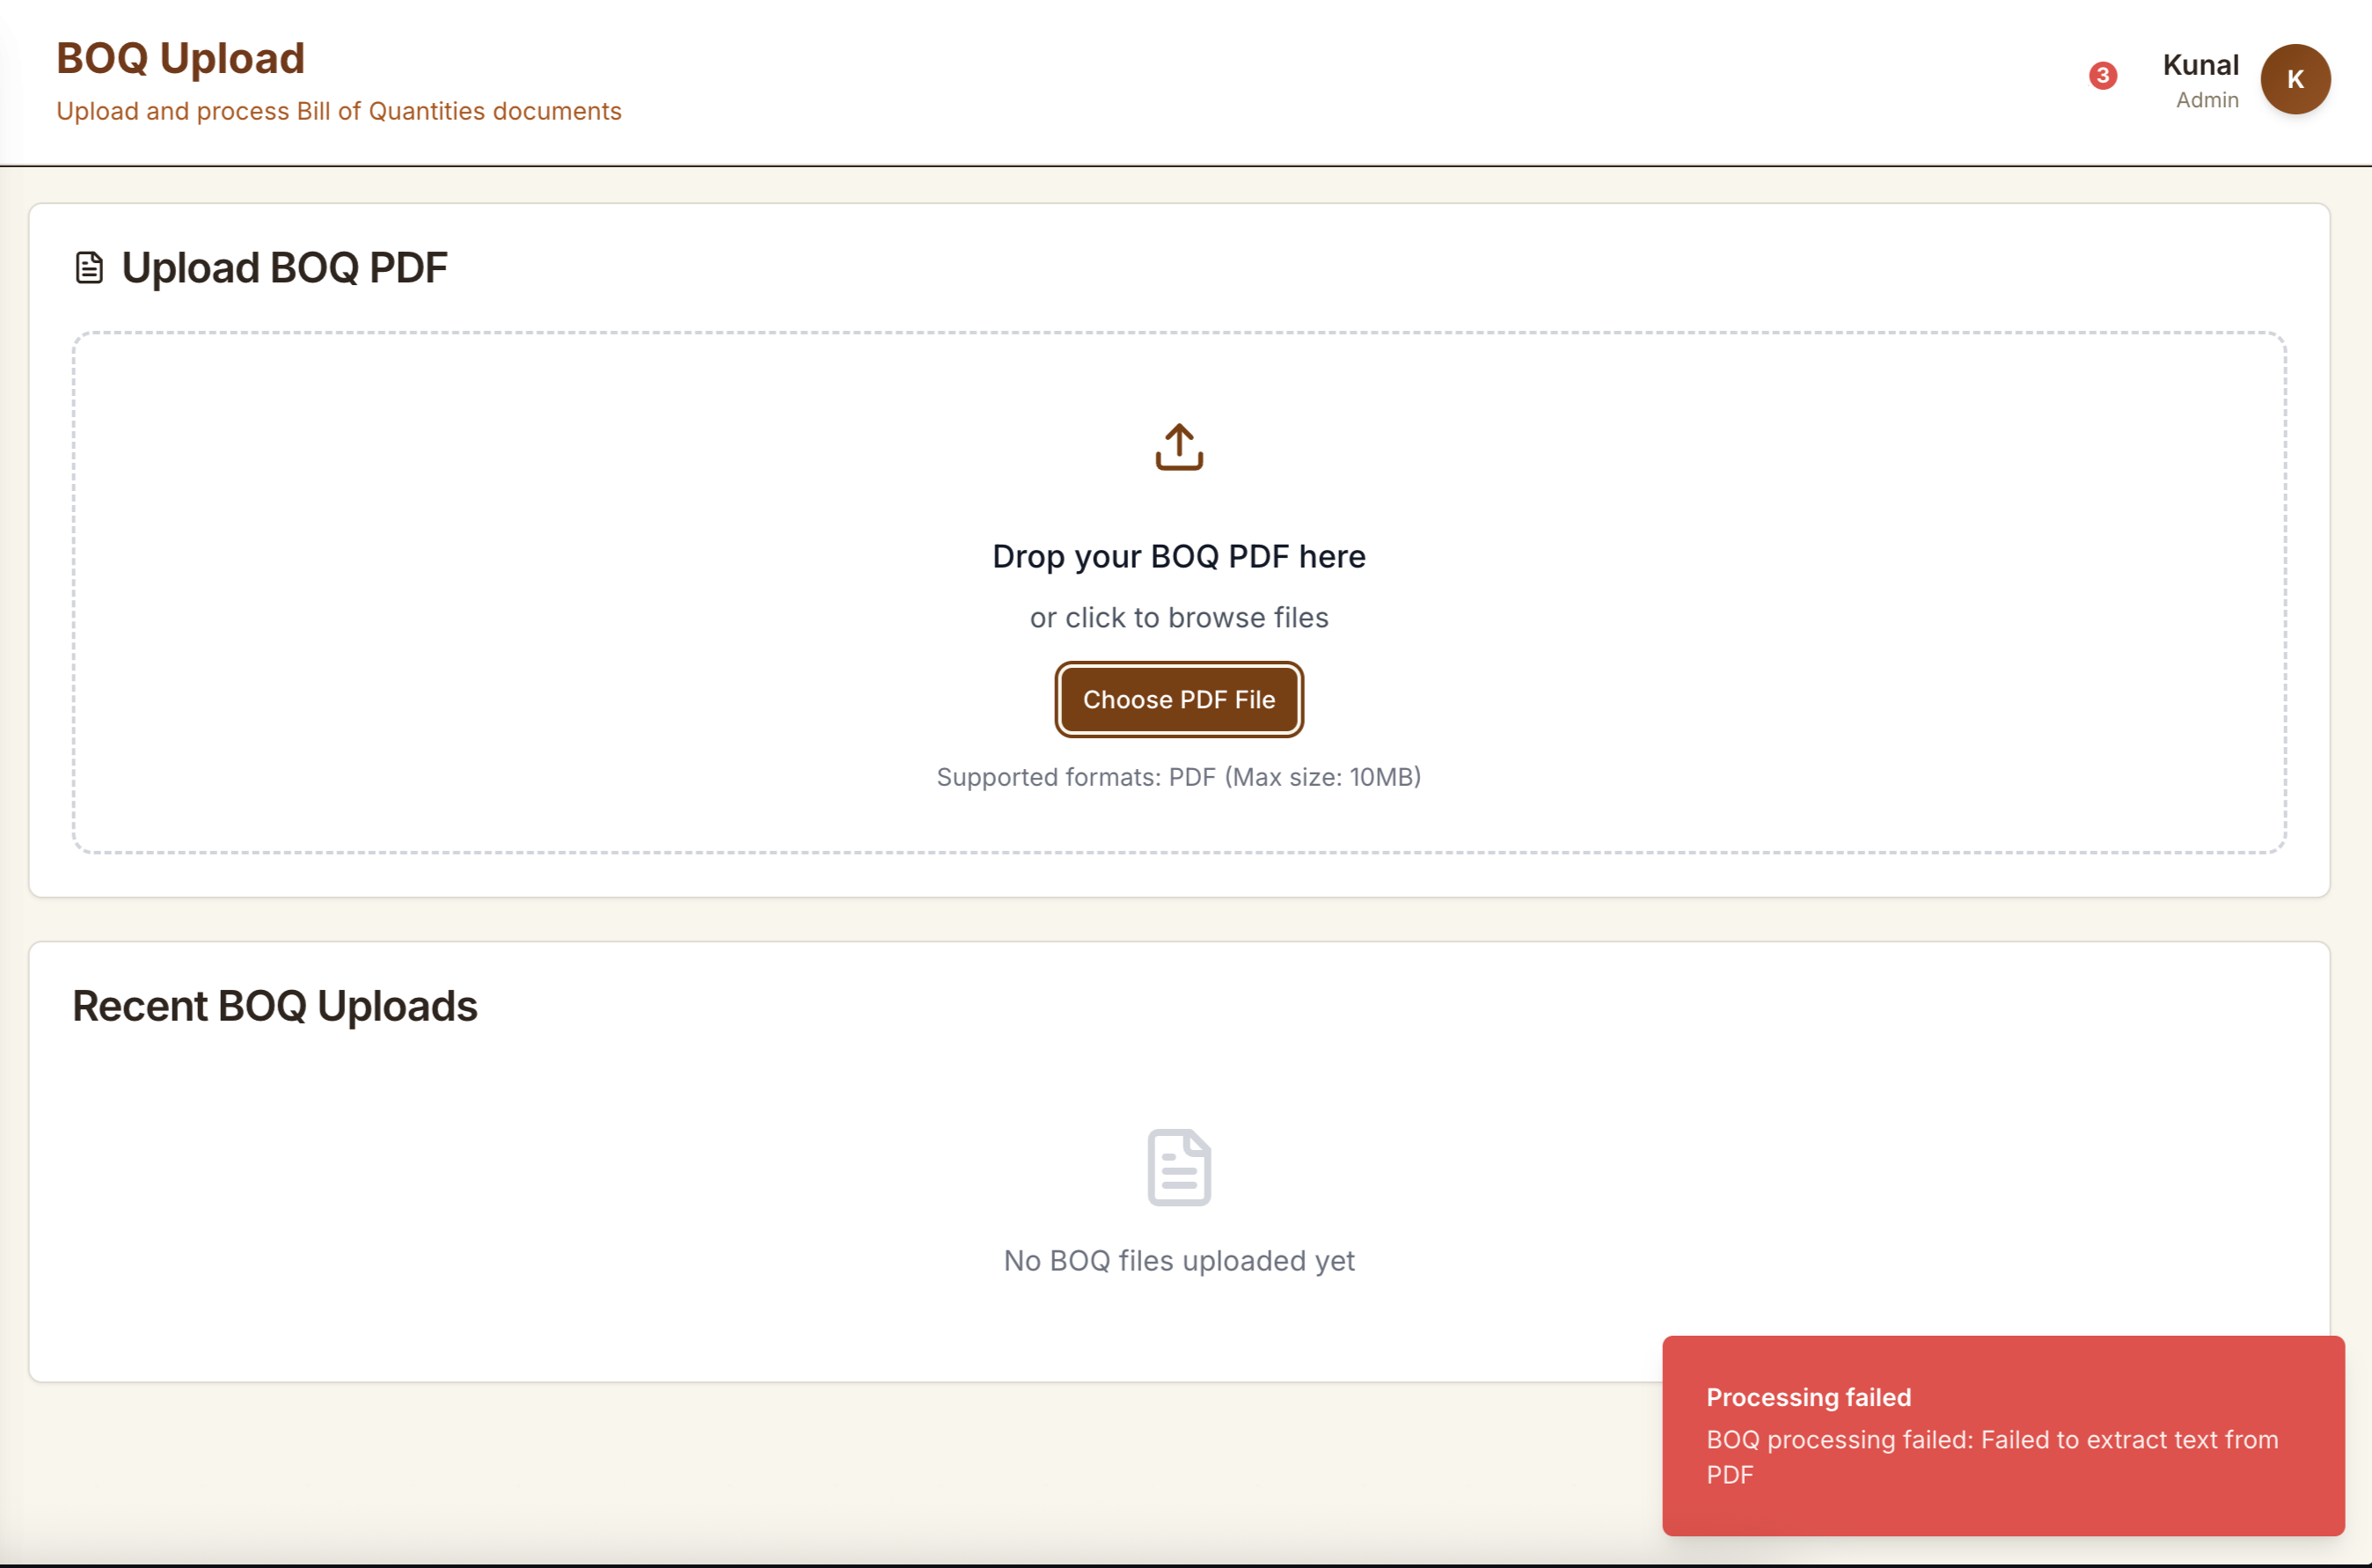 BOQ Upload
Upload and process Bill of Quantities documents
3
Kunal
Admin
K
Upload BOQ PDF
Drop your BOQ PDF here
or click to browse files
Choose PDF File
Supported formats: PDF (Max size: 10MB)
Recent BOQ Uploads
No BOQ files uploaded yet
Processing failed
BOQ processing failed: Failed to extract text from
PDF